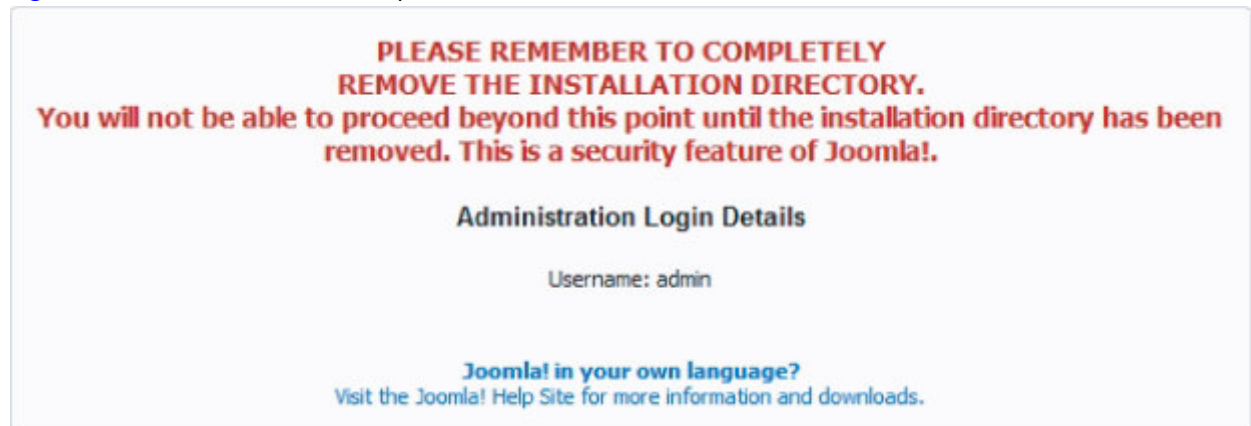 PLEASE REMEMBER TO COMPLETELY
REMOVE THE INSTALLATION DIRECTORY.
You will not be able to proceed beyond this point until the installation directory has been
removed. This is a security feature of Joomla!.
Administration Login Details
Username: admin
Joomla! in your own language?
Visit the Joomla! Help Site for more information and downloads.